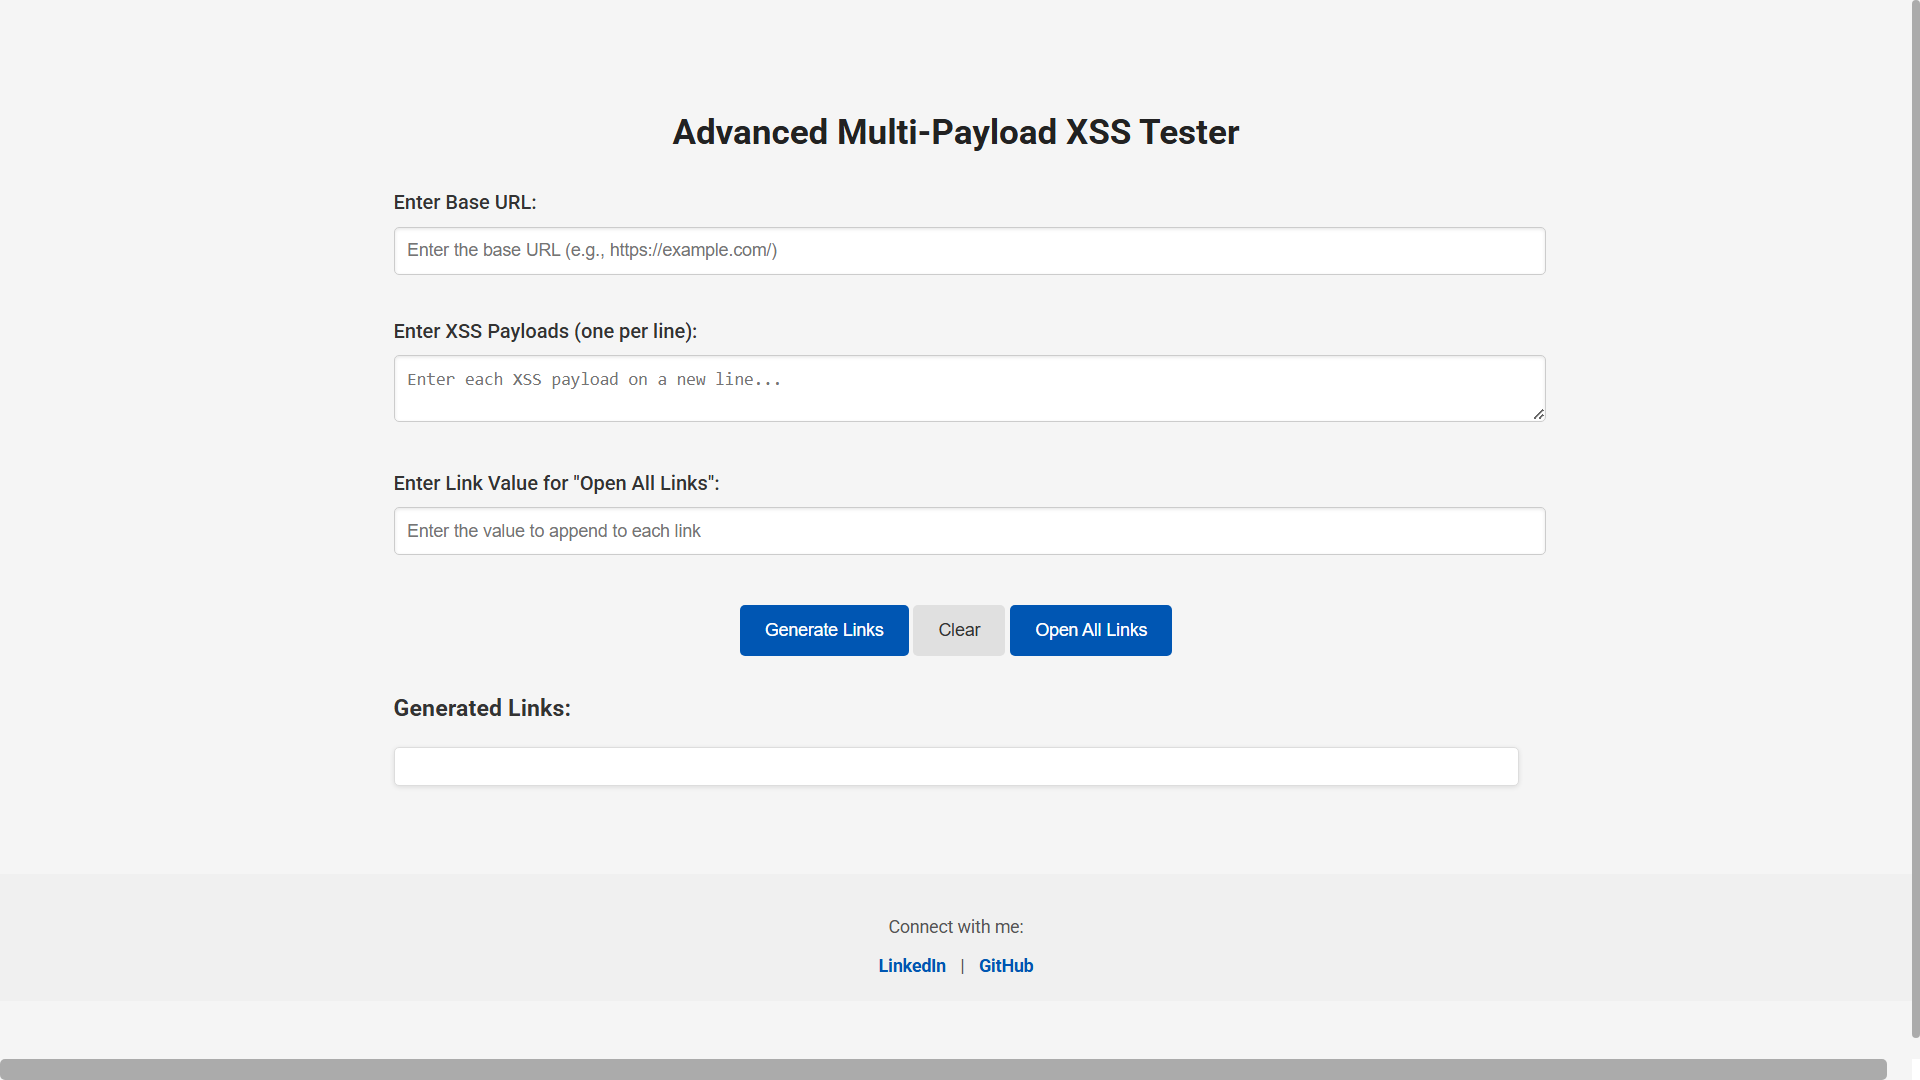 Advanced Multi-Payload XSS Tester
Enter Base URL:
Enter the base URL (e.g., https://example.com/)
Enter XSS Payloads (one per line):
Enter each XSS payload on a new line...
Enter Link Value for "Open All Links":
Enter the value to append to each link
Generate Links Clear Open All Links
Generated Links:
Connect with me:
LinkedIn | GitHub